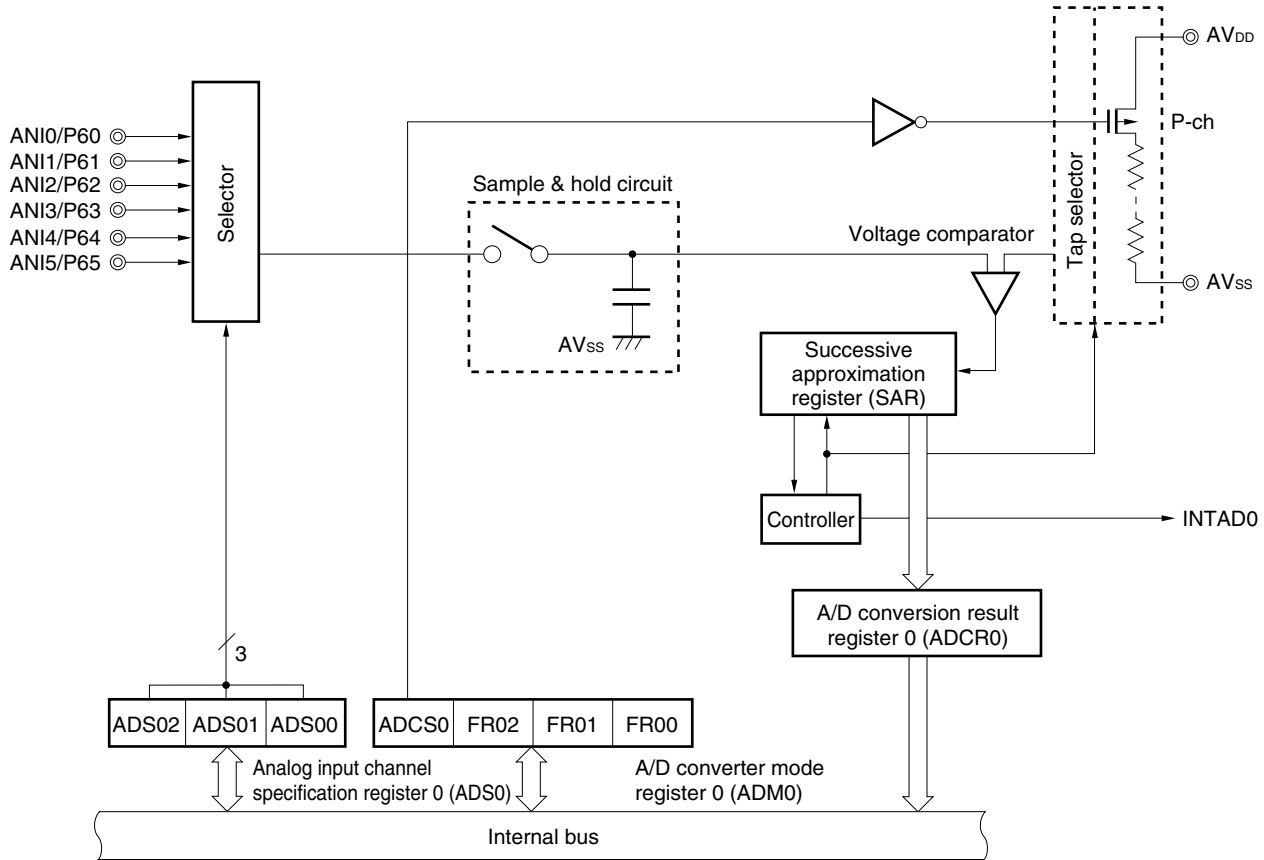 AVDD
P-ch
ANI0/P60
ANI1/P61
ANI2/P62
ANI3/P63
ANI4/P64
ANI5/P65
Selector
Sample & hold circuit
AVSS
Voltage comparator
Tap selector
AVSS
Successive
approximation
register (SAR)
Controller
INTAD0
A/D conversion result
register 0 (ADCR0)
3
ADS02 ADS01 ADS00
ADCS0 FR02 FR01 FR00
Analog input channel
specification register 0 (ADS0)
A/D converter mode
register 0 (ADM0)
Internal bus